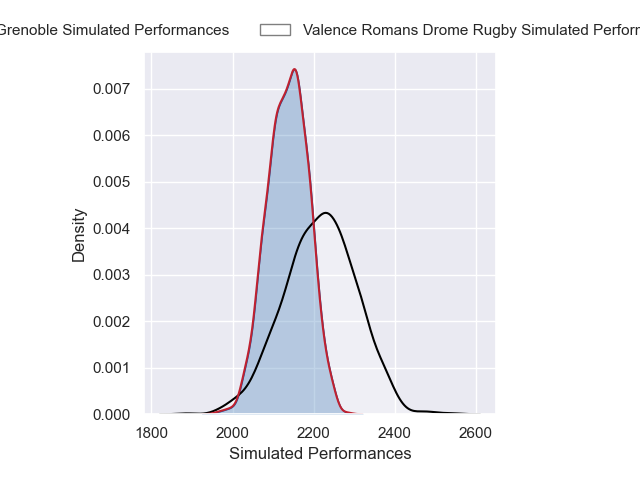 Grenoble Simulated Performances
Valence Romans Drome Rugby Simulated
0.007
0.006
0.005
0.004
0.003
0.002
0.001
0.000
Density
1800 2000 2200 2400 2600
Simulated Performances